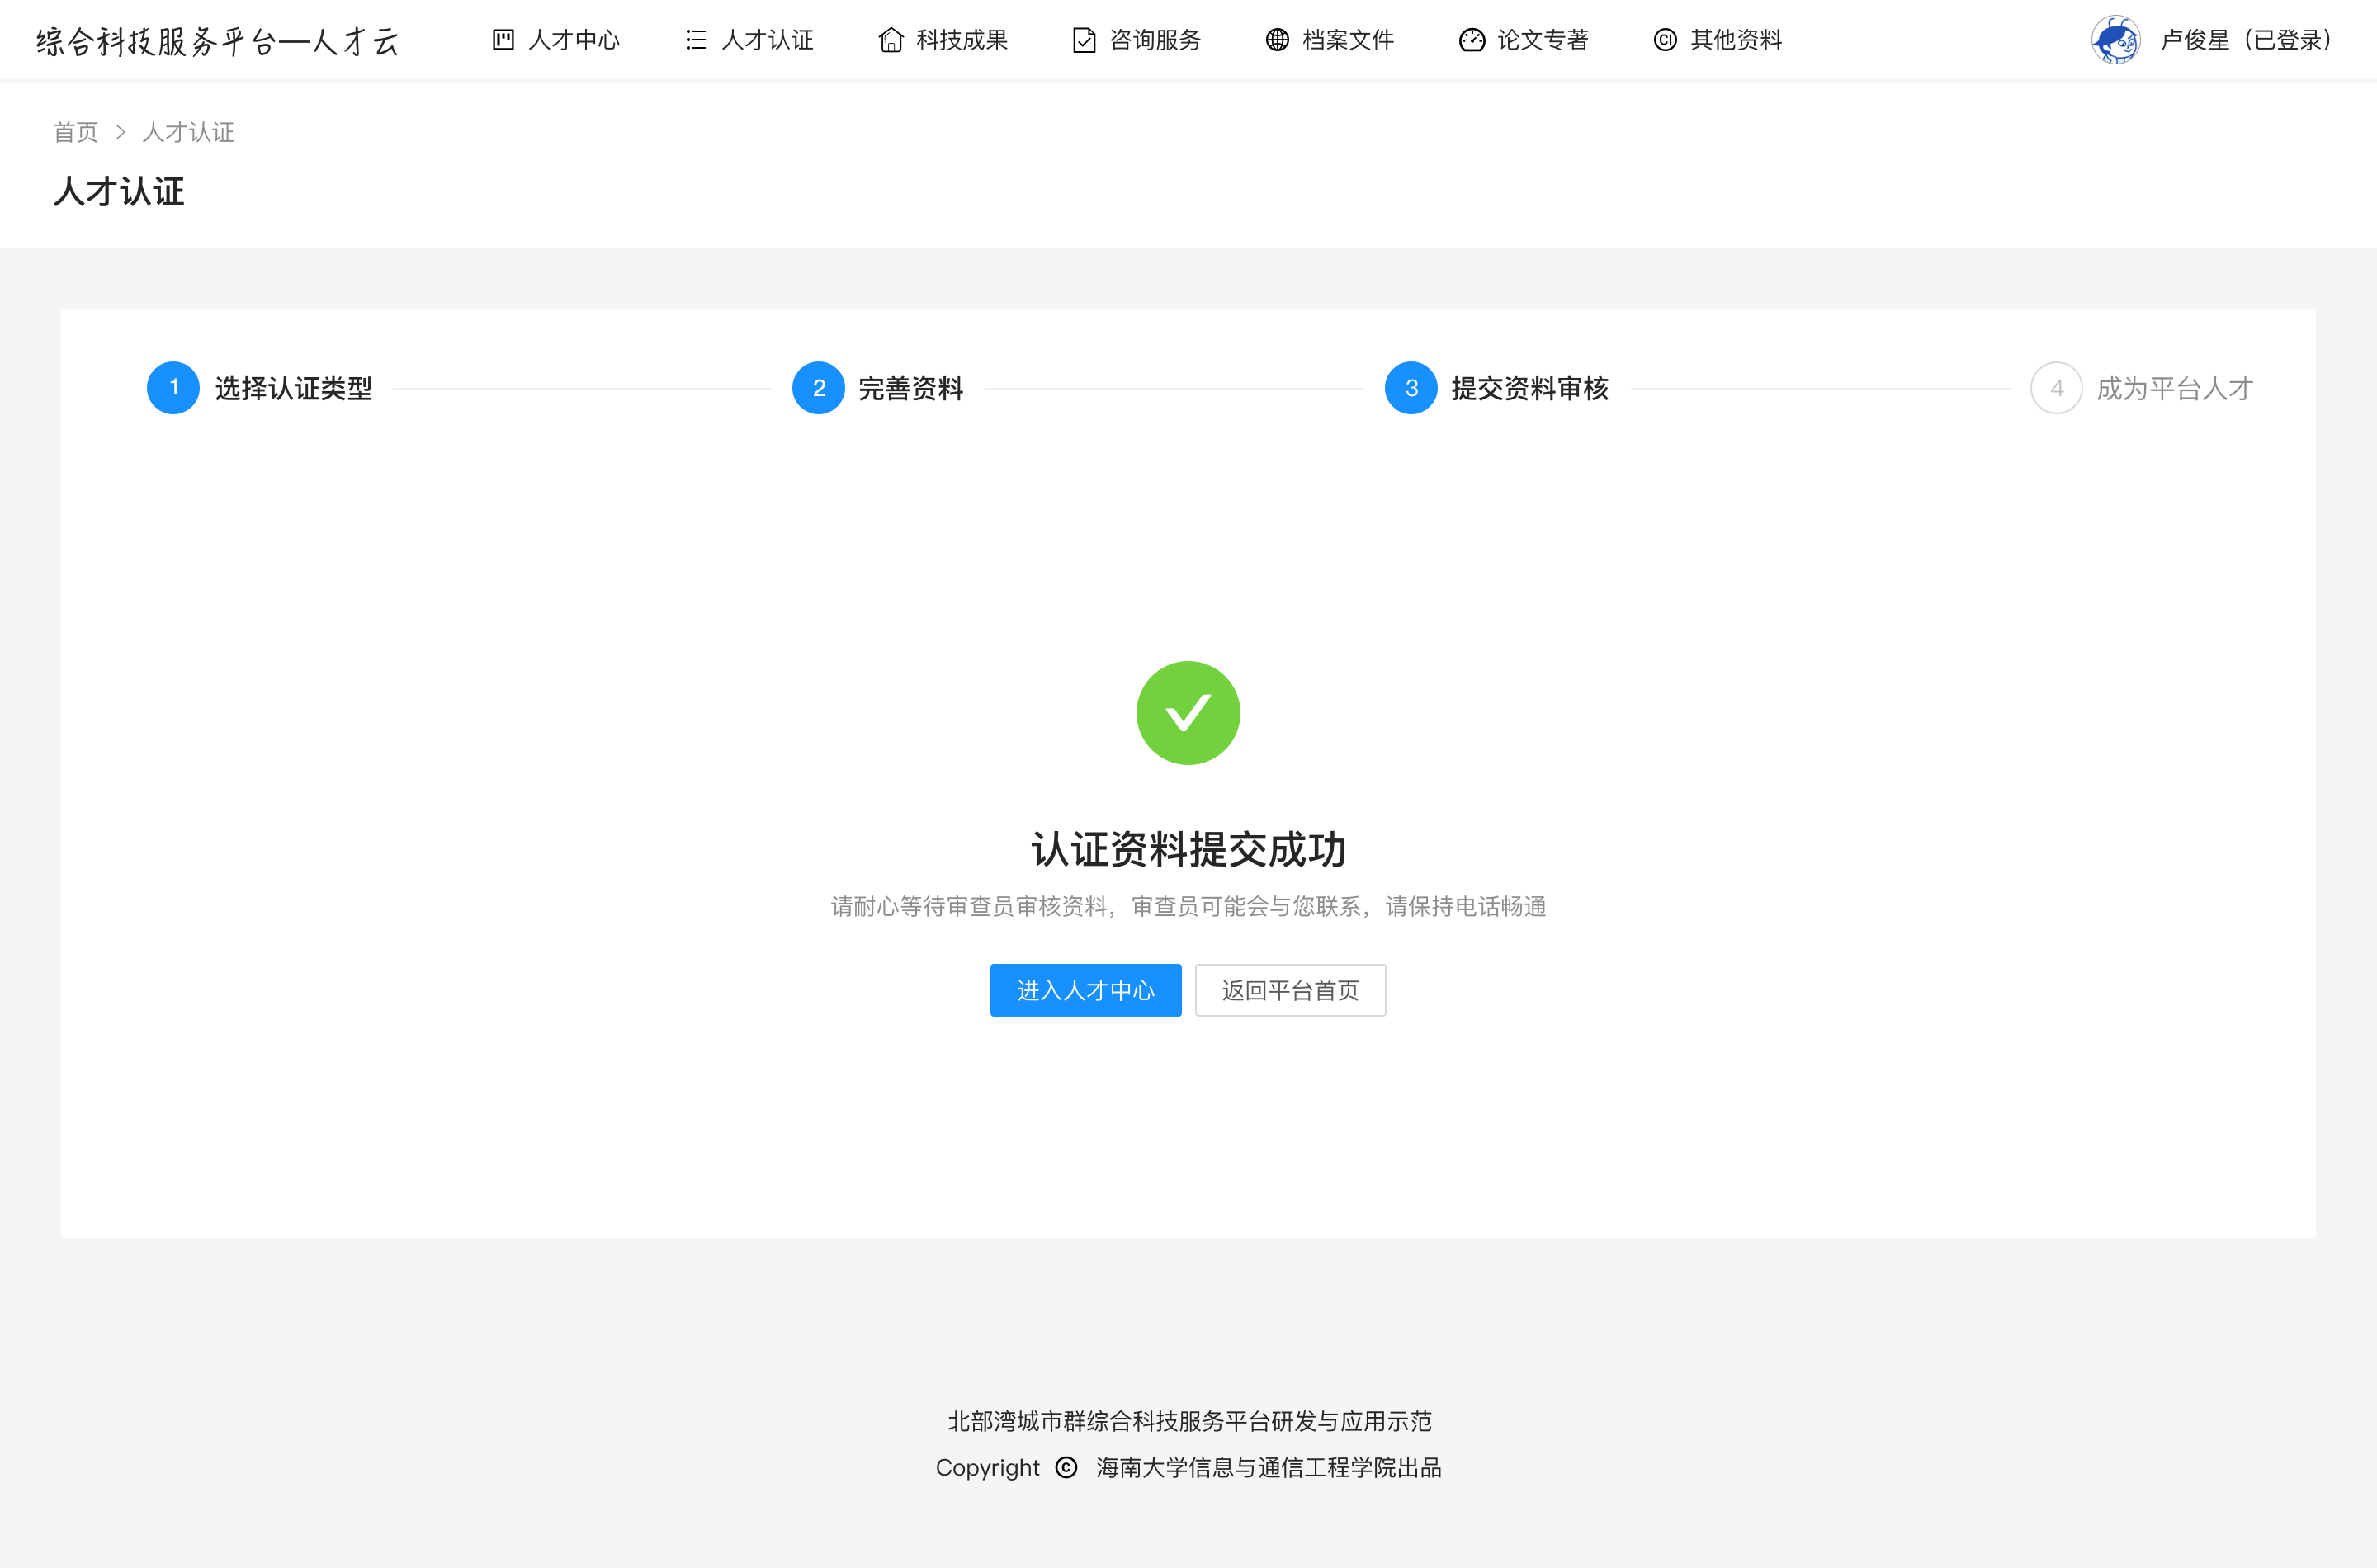 综合科技服务平台—人才云 人才中心 人才认证 科技成果 咨询服务 档案文件 论文专著 其他资料 卢俊星（已登录）
首页 > 人才认证
人才认证
1 选择认证类型 2 完善资料 3 提交资料审核 4 成为平台人才
认证资料提交成功
请耐心等待审查员审核资料，审查员可能会与您联系，请保持电话畅通
进入人才中心 返回平台首页
北部湾城市群综合科技服务平台研发与应用示范
Copyright © 海南大学信息与通信工程学院出品